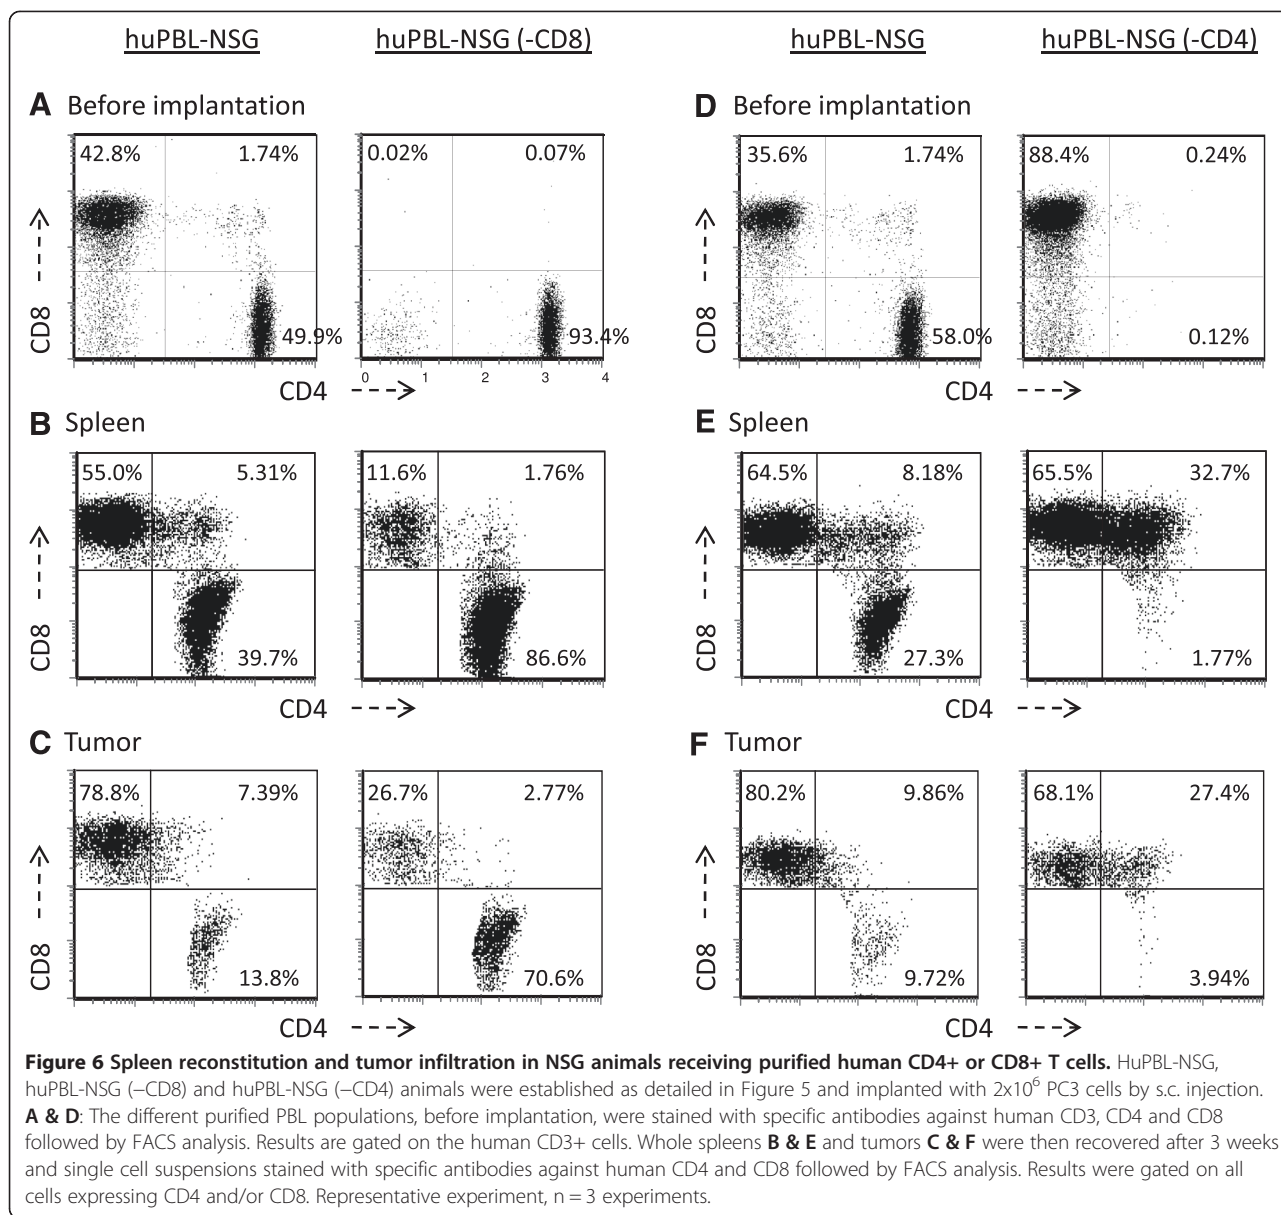 huPBL-NSG
huPBL-NSG (-CD8)
huPBL-NSG
huPBL-NSG (-CD4)
A Before implantation
42.8%
1.74%
49.9%
0.02%
0.07%
93.4%
0 1 2 3 4
CD8
CD4
D Before implantation
35.6%
1.74%
58.0%
88.4%
0.24%
0.12%
CD8
CD4
B Spleen
55.0%
5.31%
39.7%
11.6%
1.76%
86.6%
CD8
CD4
E Spleen
64.5%
8.18%
27.3%
65.5%
32.7%
1.77%
CD8
CD4
C Tumor
78.8%
7.39%
13.8%
26.7%
2.77%
70.6%
CD8
CD4
F Tumor
80.2%
9.86%
9.72%
68.1%
27.4%
3.94%
CD8
CD4
Figure 6 Spleen reconstitution and tumor infiltration in NSG animals receiving purified human CD4+ or CD8+ T cells. HuPBL-NSG,
huPBL-NSG (−CD8) and huPBL-NSG (−CD4) animals were established as detailed in Figure 5 and implanted with 2x10⁶ PC3 cells by s.c. injection.
A & D: The different purified PBL populations, before implantation, were stained with specific antibodies against human CD3, CD4 and CD8
followed by FACS analysis. Results are gated on the human CD3+ cells. Whole spleens B & E and tumors C & F were then recovered after 3 weeks
and single cell suspensions stained with specific antibodies against human CD4 and CD8 followed by FACS analysis. Results were gated on all
cells expressing CD4 and/or CD8. Representative experiment, n = 3 experiments.